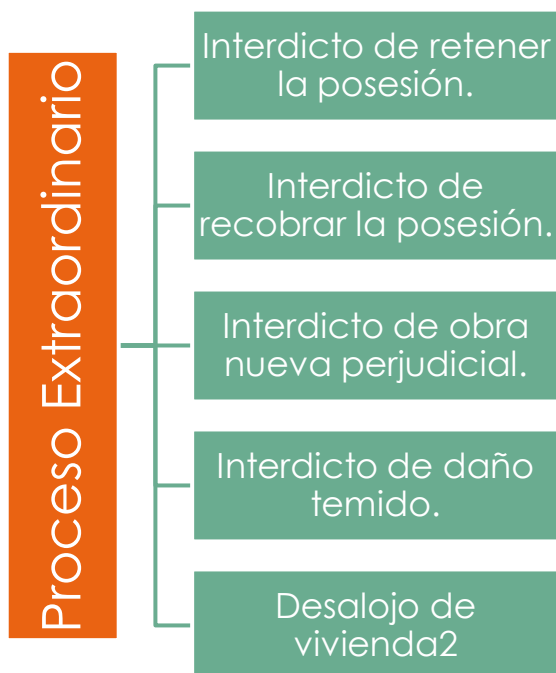 Proceso Extraordinario
Interdicto de retener
la posesión.
Interdicto de
recobrar la posesión.
Interdicto de obra
nueva perjudicial.
Interdicto de daño
temido.
Desalojo de
vivienda2